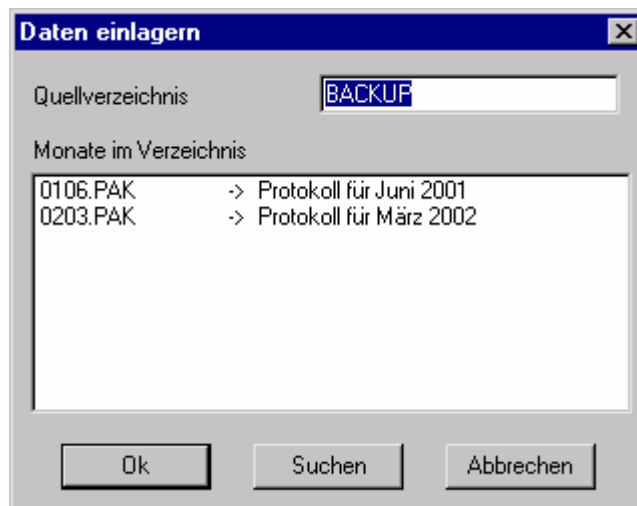 Daten einlagern
Quellverzeichnis BACKUP
Monate im Verzeichnis
0106.PAK -> Protokoll für Juni 2001
0203.PAK -> Protokoll für März 2002
Ok Suchen Abbrechen